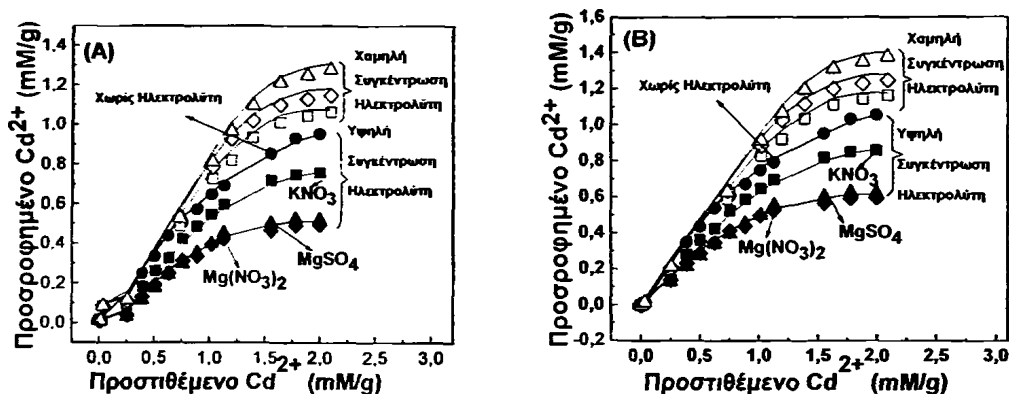 (A)
Προσροφημένο Cd2+ (mM/g)
1.4
1.2
1.0
0.8
0.6
0.4
0.2
0.0
Χαμηλή
Συγκέντρωση
Ηλεκτρολύτη
Χωρίς Ηλεκτρολύτη
Υψηλή
Συγκέντρωση
Ηλεκτρολύτη
KNO3
MgSO4
Mg(NO3)2
0,0 0,5 1,0 1,5 2,0 2,5 3,0
Προστιθέμενο Cd2+ (mM/g)
(B)
Προσροφημένο Cd2+ (mM/g)
1,6
1,4
1,2
1,0
0,8
0,6
0,4
0,2
0,0
-0,2
Χαμηλή
Συγκέντρωση
Ηλεκτρολύτη
Χωρίς Ηλεκτρολύτη
Υψηλή
Συγκέντρωση
Ηλεκτρολύτη
KNO3
MgSO4
Mg(NO3)2
0,0 0,5 1,0 1,5 2,0 2,5 3,0
Προστιθέμενο Cd2+ (mM/g)